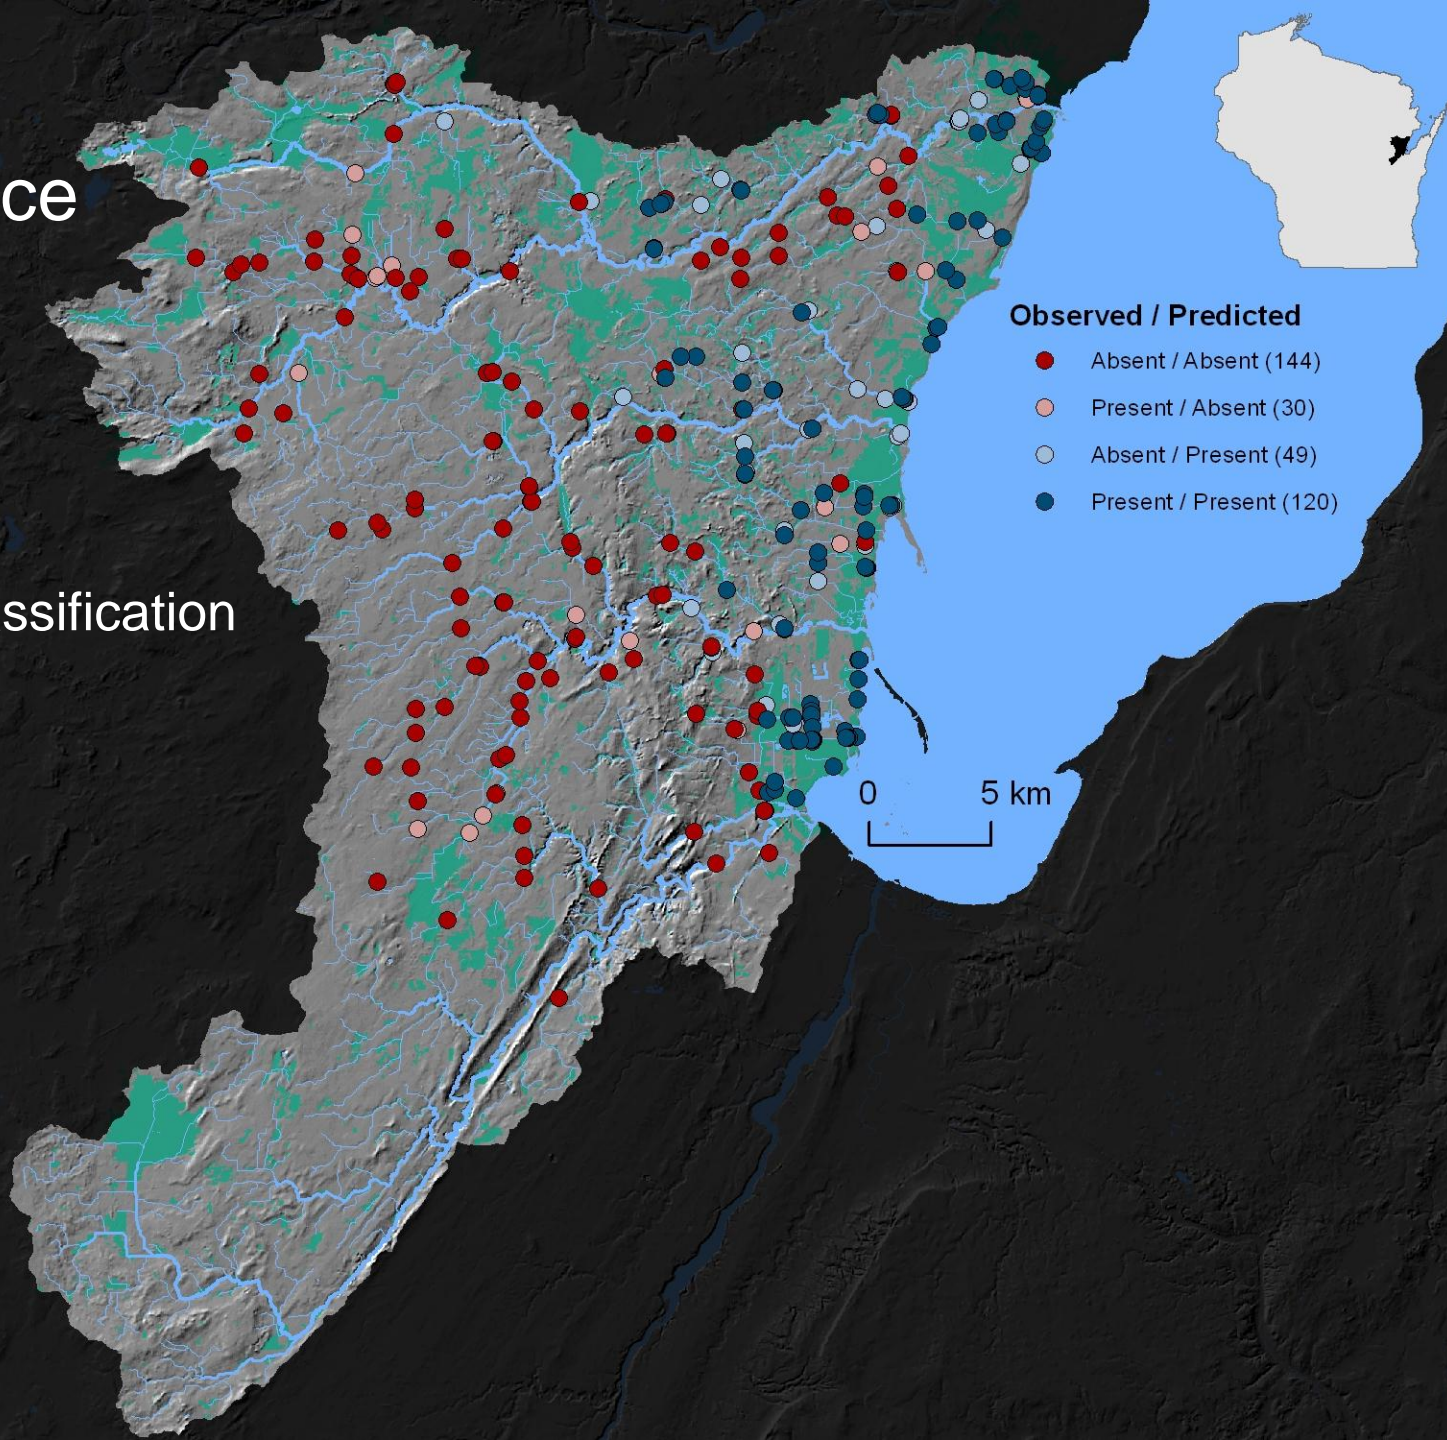 ce
ssification
Observed / Predicted
Absent / Absent (144)
Present / Absent (30)
Absent / Present (49)
Present / Present (120)
0 5 km